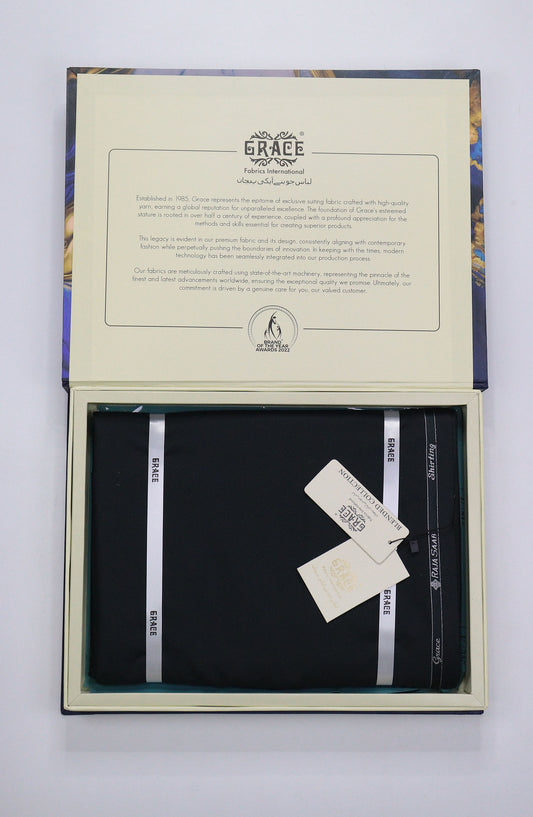 GRACE®
Fabrics International
لباس جو بنے آپکی پہچان
Established in 1985, Grace represents the epitome of exclusive suiting fabric crafted with high-quality
yarn, earning a global reputation for unparalleled excellence. The foundation of Grace's esteemed
stature is rooted in over half a century of experience, coupled with a profound appreciation for the
methods and skills essential for creating superior products.
This legacy is evident in our premium fabric and its design, consistently aligning with contemporary
fashion while perpetually pushing the boundaries of innovation. In keeping with the times, modern
technology has been seamlessly integrated into our production process.
Our fabrics are meticulously crafted using state-of-the-art machinery, representing the pinnacle of the
finest and latest advancements worldwide, ensuring the exceptional quality we promise. Ultimately, our
commitment is driven by a genuine care for you, our valued customer.
BRAND
OF THE YEAR
AWARDS 2022
GRACE
GRACE
GRACE
GRACE
GRACE
BLENDED COLLECTION
GRACE
Shirting
RAJA SAAB
Grace